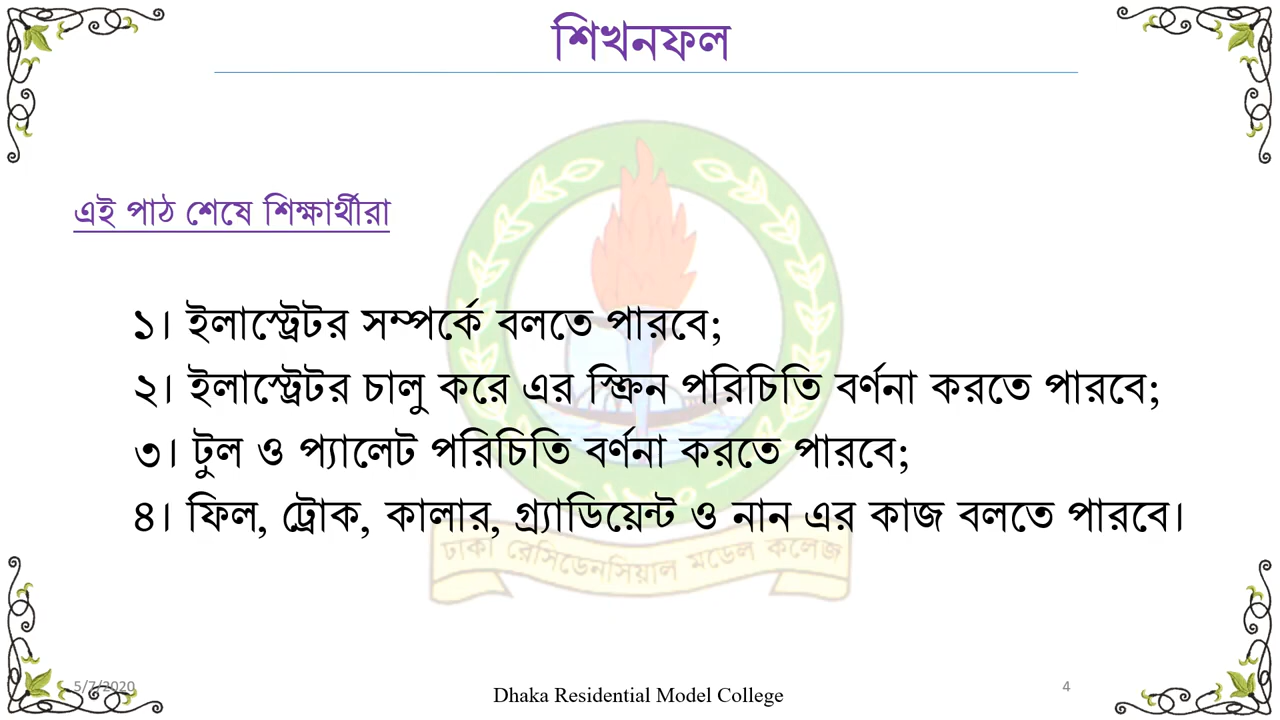 শিখনফল
এই পাঠ শেষে শিক্ষার্থীরা
১। ইলাস্ট্রেটর সম্পর্কে বলতে পারবে;
২। ইলাস্ট্রেটর চালু করে এর স্ক্রিন পরিচিতি বর্ণনা করতে পারবে;
৩। টুল ও প্যালেট পরিচিতি বর্ণনা করতে পারবে;
৪। ফিল, ট্রোক, কালার, গ্র্যাডিয়েন্ট ও নান এর কাজ বলতে পারবে।
১৯৬০
ঢাকা রেসিডেনসিয়াল মডেল কলেজ
5/7/2020
Dhaka Residential Model College
4